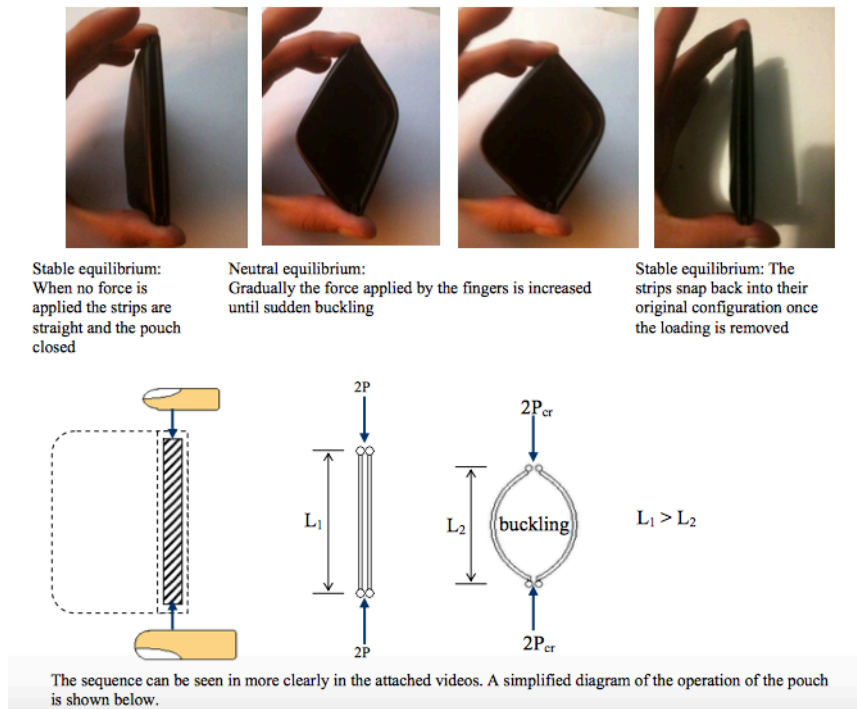 Stable equilibrium:
When no force is
applied the strips are
straight and the pouch
closed
Neutral equilibrium:
Gradually the force applied by the fingers is increased
until sudden buckling
Stable equilibrium: The
strips snap back into their
original configuration once
the loading is removed
2P
2Pcr
L1
L2
buckling
L1 > L2
2P
2Pcr
The sequence can be seen in more clearly in the attached videos. A simplified diagram of the operation of the pouch
is shown below.